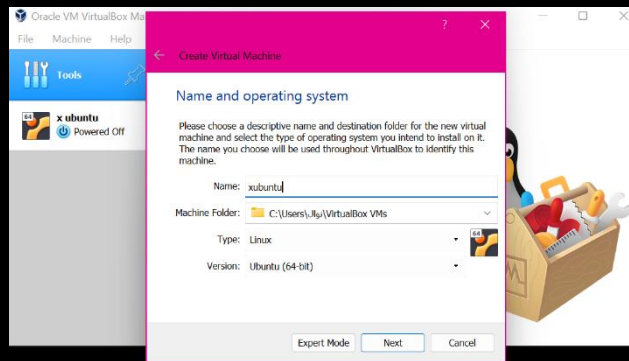 Oracle VM VirtualBox Ma
File Machine Help
? 
Create Virtual Machine
Tools
64
x ubuntu
Powered Off
Name and operating system
Please choose a descriptive name and destination folder for the new virtual
machine and select the type of operating system you intend to install on it.
The name you choose will be used throughout VirtualBox to identify this
machine.
Name: xubuntu
Machine Folder: C:\Users\نوال\VirtualBox VMs
Type: Linux
64
Version: Ubuntu (64-bit)
Expert Mode Next Cancel